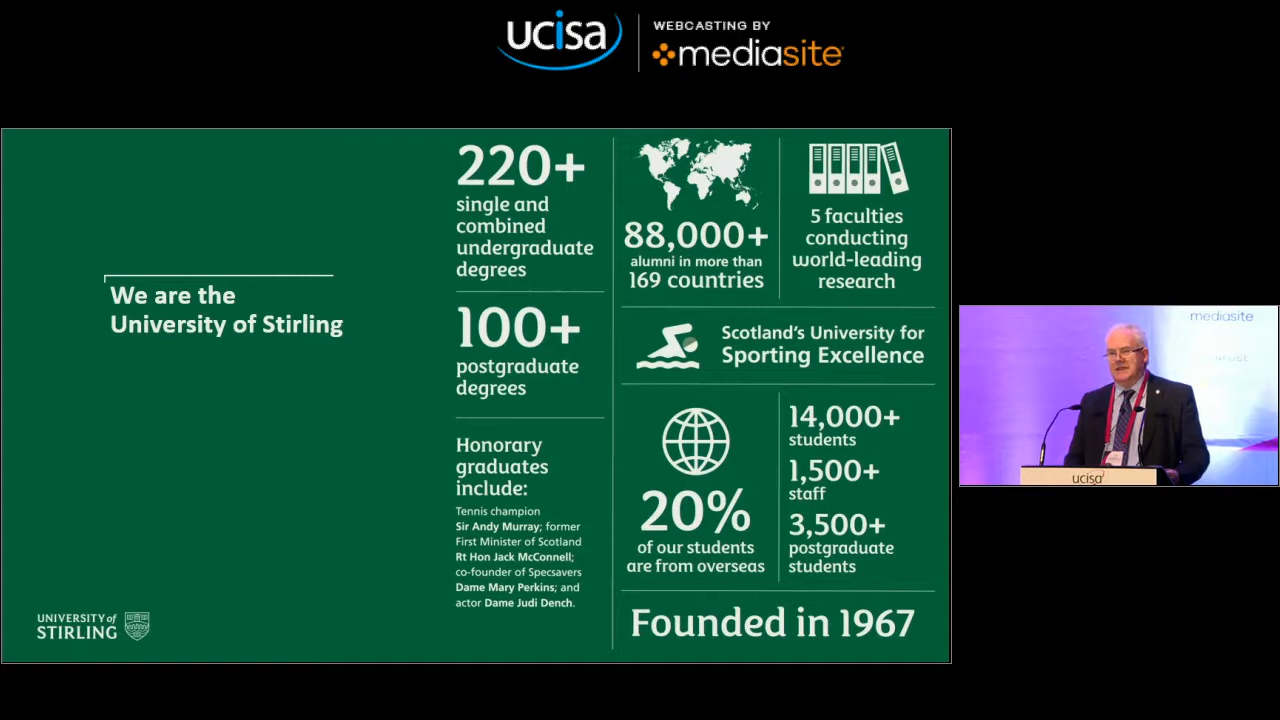 ucisa
WEBCASTING BY
mediasite
We are the
University of Stirling
UNIVERSITY of
STIRLING
220+
single and
combined
undergraduate
degrees
100+
postgraduate
degrees
Honorary
graduates
include:
Tennis champion
Sir Andy Murray; former
First Minister of Scotland
Rt Hon Jack McConnell;
co-founder of Specsavers
Dame Mary Perkins; and
actor Dame Judi Dench.
88,000+
alumni in more than
169 countries
5 faculties
conducting
world-leading
research
Scotland's University for
Sporting Excellence
20%
of our students
are from overseas
14,000+
students
1,500+
staff
3,500+
postgraduate
students
Founded in 1967
mediasite
ucisa